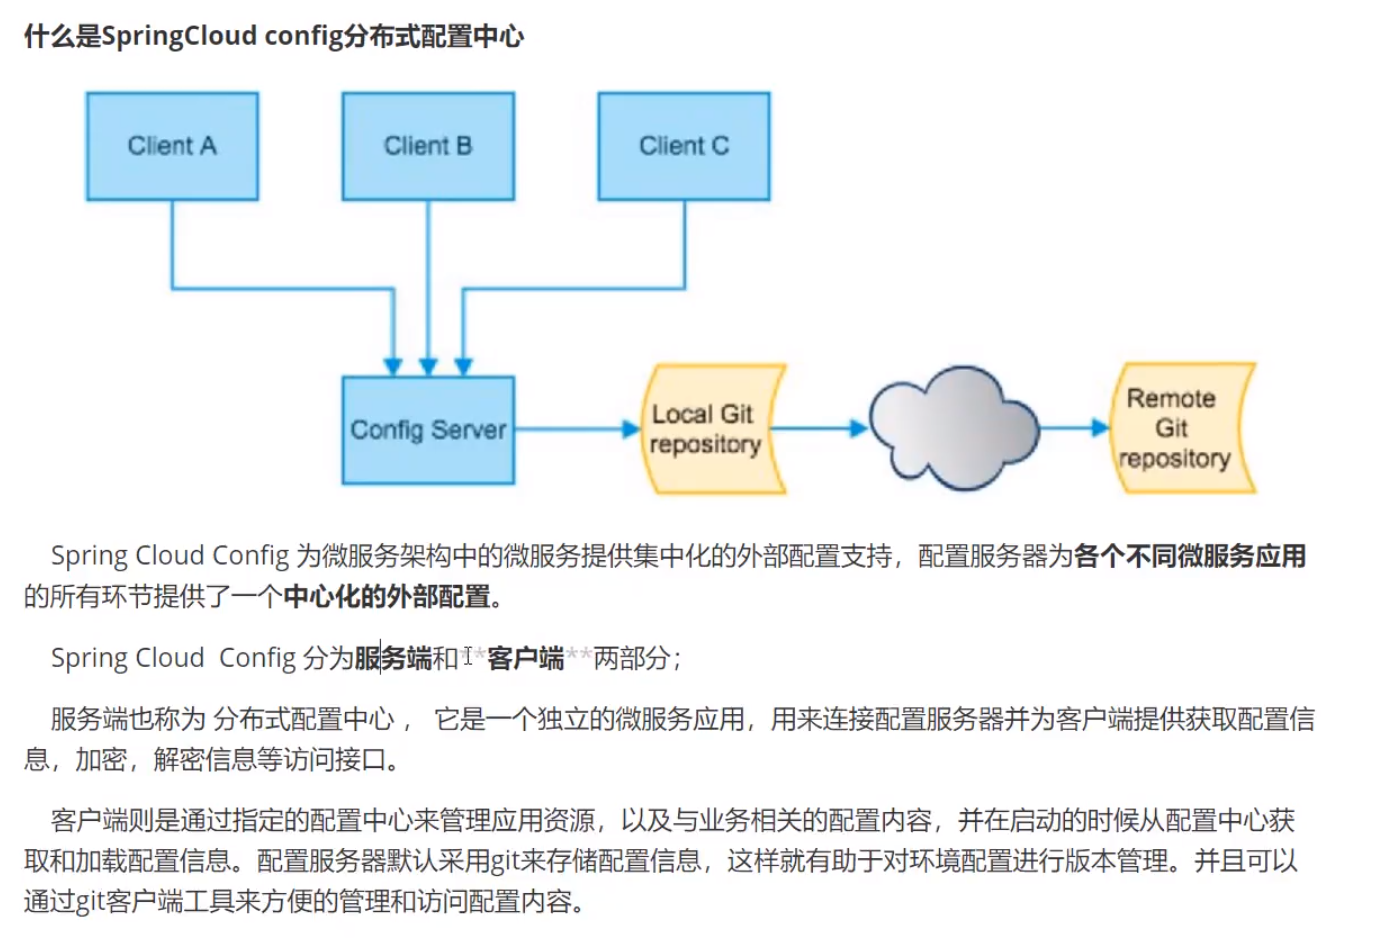 什么是SpringCloud config分布式配置中心
Client A
Client B
Client C
Config Server
Local Git
repository
Remote
Git
repository
Spring Cloud Config 为微服务架构中的微服务提供集中化的外部配置支持，配置服务器为各个不同微服务应用
的所有环节提供了一个中心化的外部配置。
Spring Cloud  Config 分为服务端和**客户端**两部分；
服务端也称为 分布式配置中心 ， 它是一个独立的微服务应用，用来连接配置服务器并为客户端提供获取配置信
息，加密，解密信息等访问接口。
客户端则是通过指定的配置中心来管理应用资源，以及与业务相关的配置内容，并在启动的时候从配置中心获
取和加载配置信息。配置服务器默认采用git来存储配置信息，这样就有助于对环境配置进行版本管理。并且可以
通过git客户端工具来方便的管理和访问配置内容。